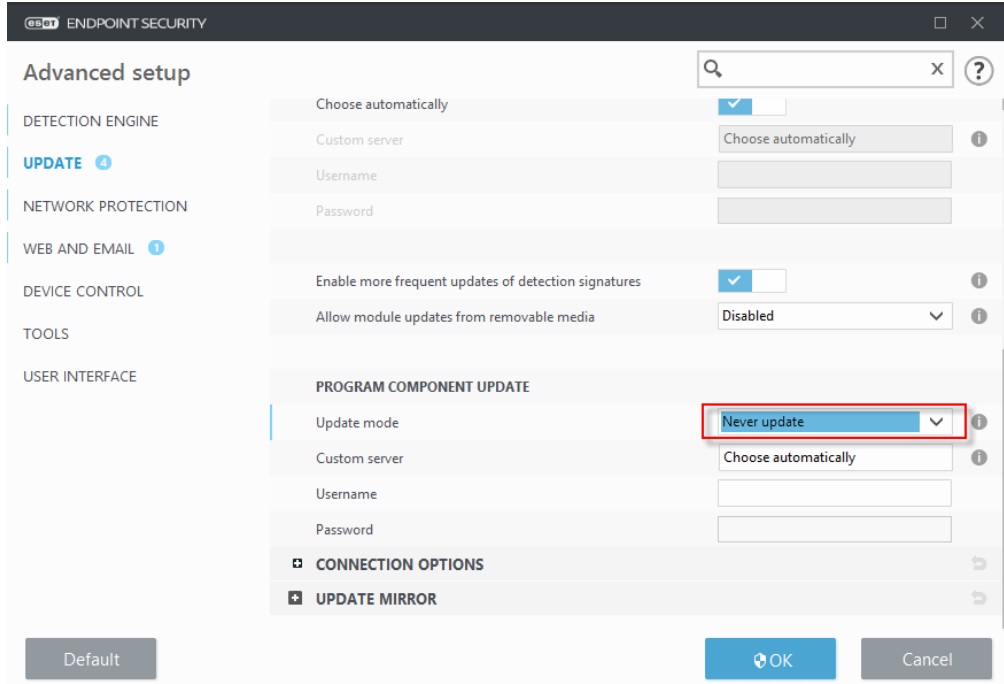 eset ENDPOINT SECURITY
Advanced setup
x
?
DETECTION ENGINE
UPDATE 4
NETWORK PROTECTION
WEB AND EMAIL 1
DEVICE CONTROL
TOOLS
USER INTERFACE
Choose automatically
Custom server Choose automatically
Username
Password
Enable more frequent updates of detection signatures
Allow module updates from removable media Disabled
PROGRAM COMPONENT UPDATE
Update mode Never update
Custom server Choose automatically
Username
Password
CONNECTION OPTIONS
UPDATE MIRROR
Default OK Cancel